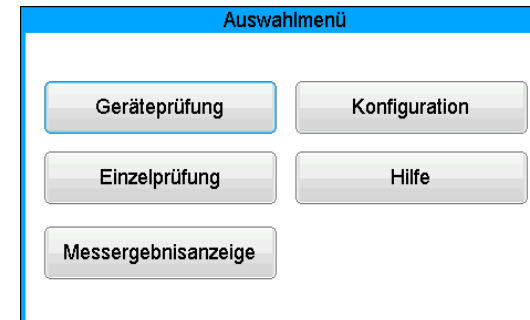 Auswahlmenü
Geräteprüfung
Konfiguration
Einzelprüfung
Hilfe
Messergebnisanzeige